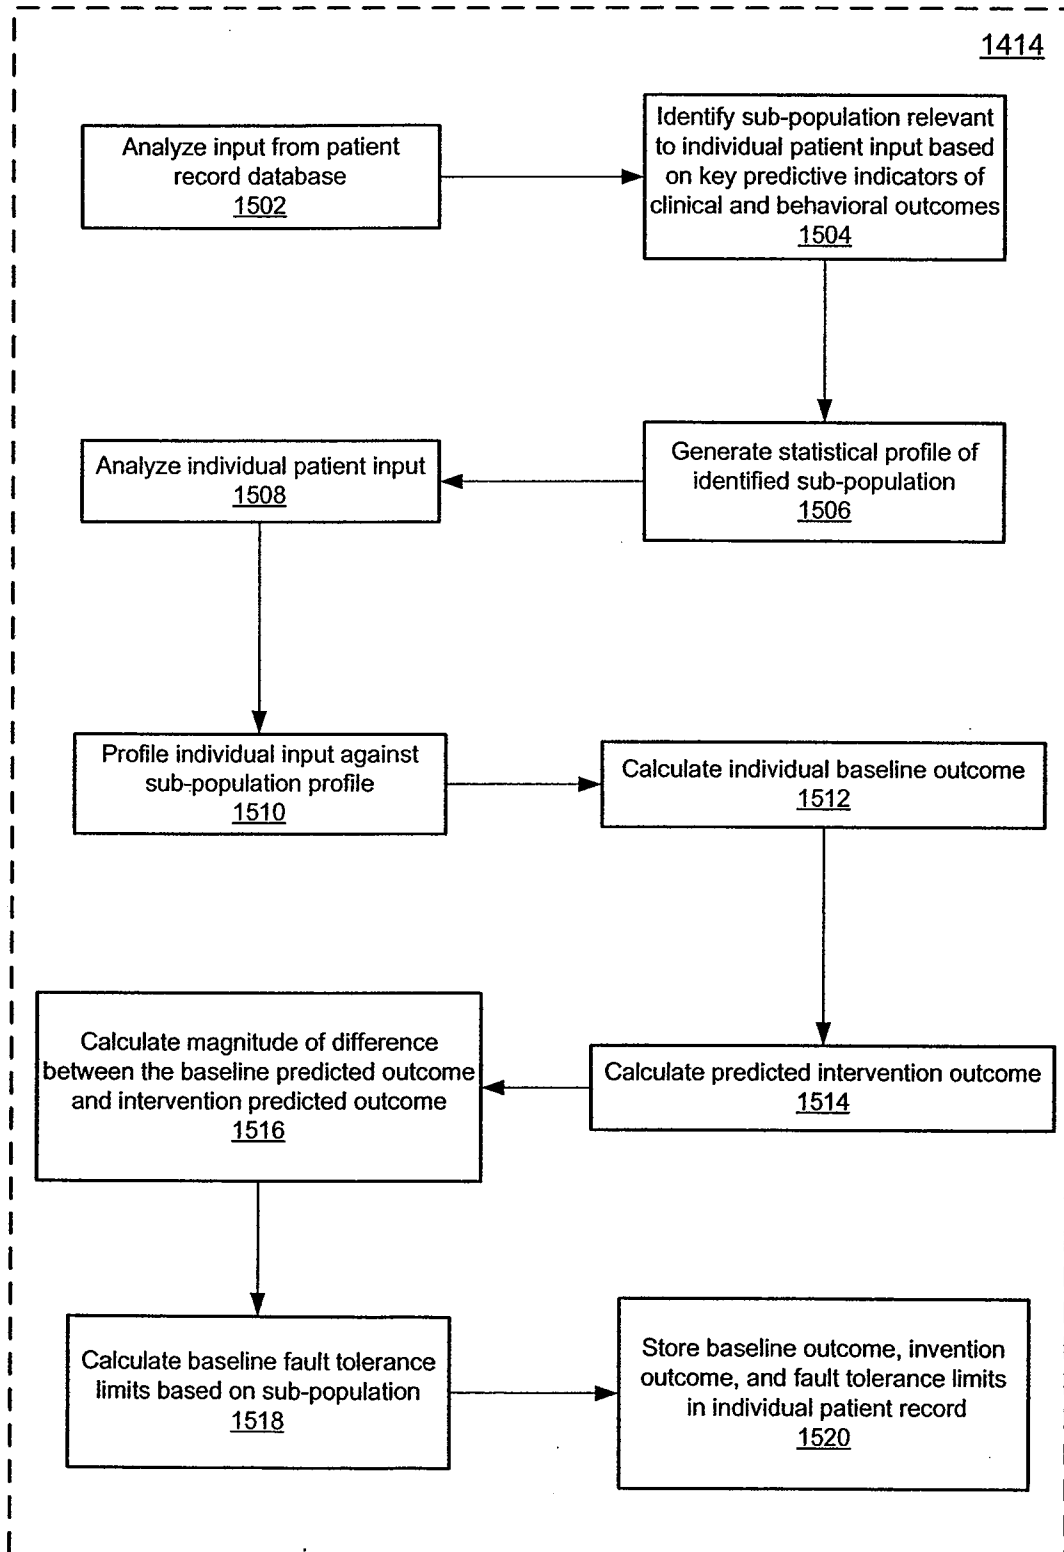 1414
Analyze input from patient
record database
1502
Identify sub-population relevant
to individual patient input based
on key predictive indicators of
clinical and behavioral outcomes
1504
Generate statistical profile of
identified sub-population
1506
Analyze individual patient input
1508
Profile individual input against
sub-population profile
1510
Calculate individual baseline outcome
1512
Calculate predicted intervention outcome
1514
Calculate magnitude of difference
between the baseline predicted outcome
and intervention predicted outcome
1516
Calculate baseline fault tolerance
limits based on sub-population
1518
Store baseline outcome, invention
outcome, and fault tolerance limits
in individual patient record
1520